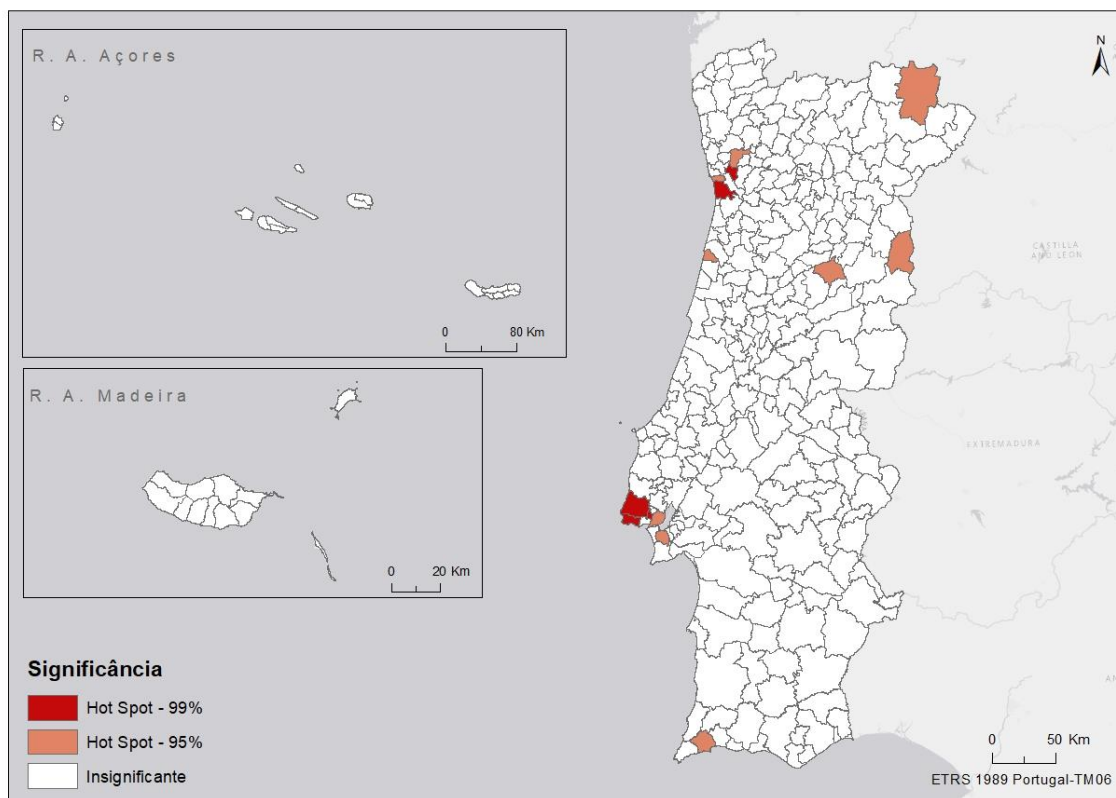 R. A. Açores
0 80 Km
R. A. Madeira
0 20 Km
Significância
Hot Spot - 99%
Hot Spot - 95%
Insignificante
N
CASTILLA
EXTREMADURA
0 50 Km
ETRS 1989 Portugal-TM06